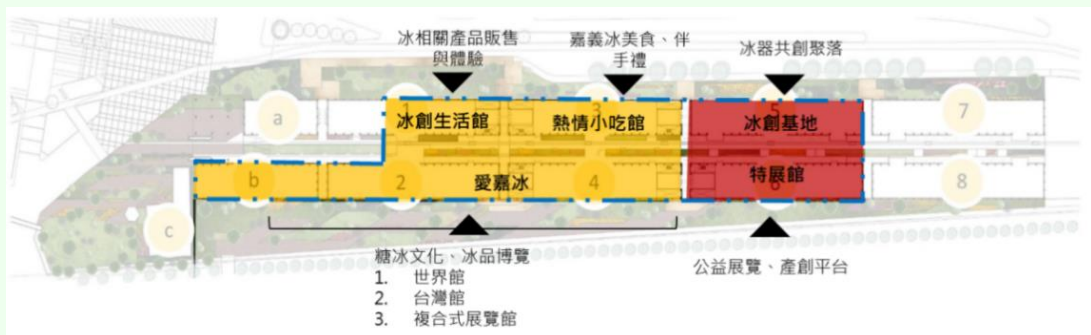 冰相關產品販售
與體驗
嘉義冰美食、伴
手禮
冰器共創聚落
a
1
3
5
7
冰創生活館
熱情小吃館
冰創基地
b
2
愛嘉冰
4
特展館
6
8
c
糖冰文化、冰品博覽
1. 世界館
2. 台灣館
3. 複合式展覽館
公益展覽、產創平台